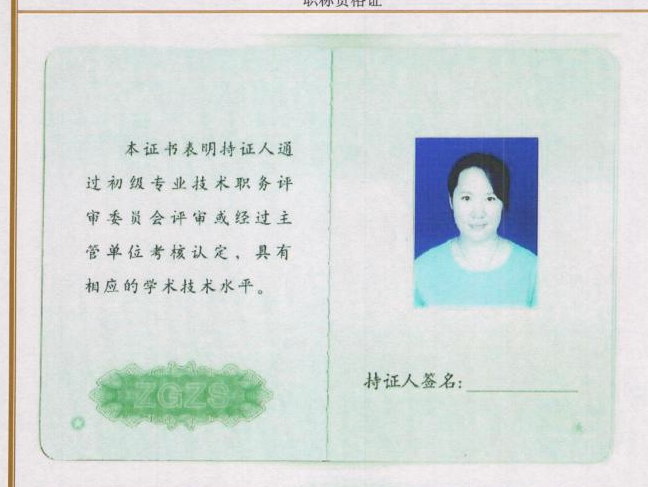 职称资格证
本证书表明持证人通
过初级专业技术职务评
审委员会评审或经过主
管单位考核认定，具有
相应的学术技术水平。
ZGZS
持证人签名：